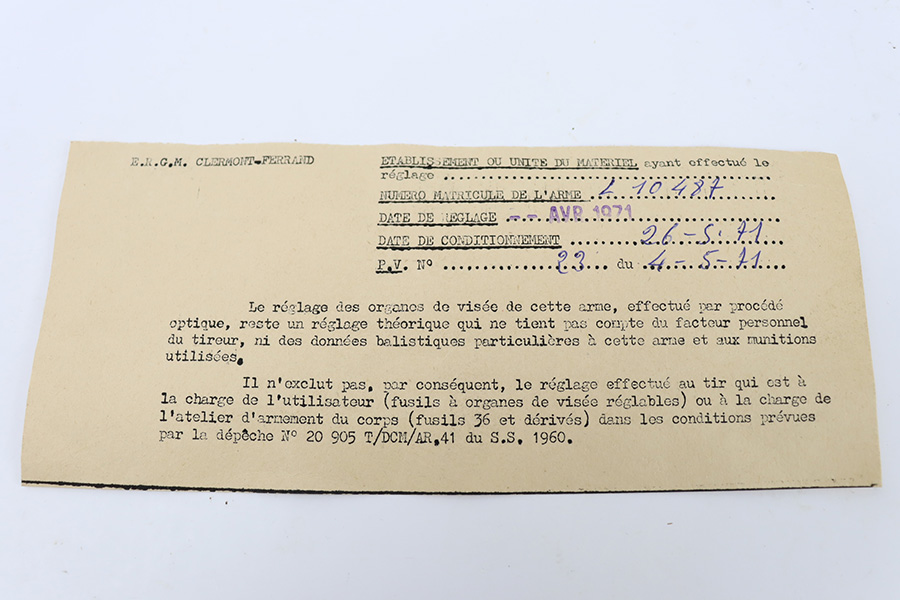 E.R.G.M. CLERMONT-FERRAND
ETABLISSEMENT OU UNITE DU MATERIEL ayant effectué le
réglage ..........................................
NUMERO MATRICULE DE L'ARME . L 10 487 .......
DATE DE REGLAGE -- AVR 1971 ...................
DATE DE CONDITIONNEMENT .......... 26-5-71 ...
P.V. N° ............... 23 ... du .. 4-5-71 ...
Le réglage des organes de visée de cette arme, effectué par procédé
optique, reste un réglage théorique qui ne tient pas compte du facteur personnel
du tireur, ni des données balistiques particulières à cette arme et aux munitions
utilisées.
Il n'exclut pas, par conséquent, le réglage effectué au tir qui est à
la charge de l'utilisateur (fusils à organes de visée réglables) ou à la charge de
l'atelier d'armement du corps (fusils 36 et dérivés) dans les conditions prévues
par la dépêche N° 20 905 T/DCM/AR.41 du S.S. 1960.